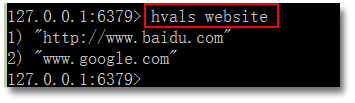 127.0.0.1:6379> hvals website
1) "http://www.baidu.com"
2) "www.google.com"
127.0.0.1:6379>